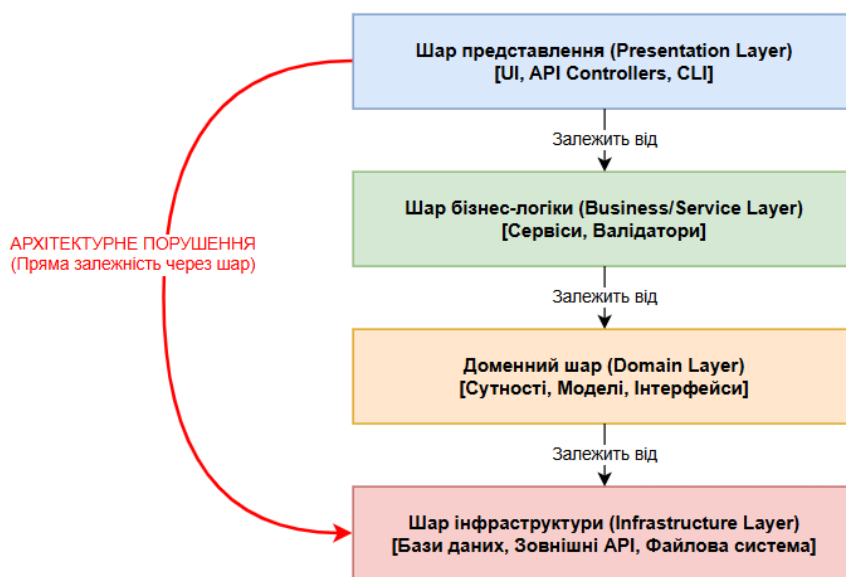 Шар представлення (Presentation Layer)
[UI, API Controllers, CLI]
Залежить від
Шар бізнес-логіки (Business/Service Layer)
[Сервіси, Валідатори]
АРХІТЕКТУРНЕ ПОРУШЕННЯ
(Пряма залежність через шар)
Залежить від
Доменний шар (Domain Layer)
[Сутності, Моделі, Інтерфейси]
Залежить від
Шар інфраструктури (Infrastructure Layer)
[Бази даних, Зовнішні API, Файлова система]